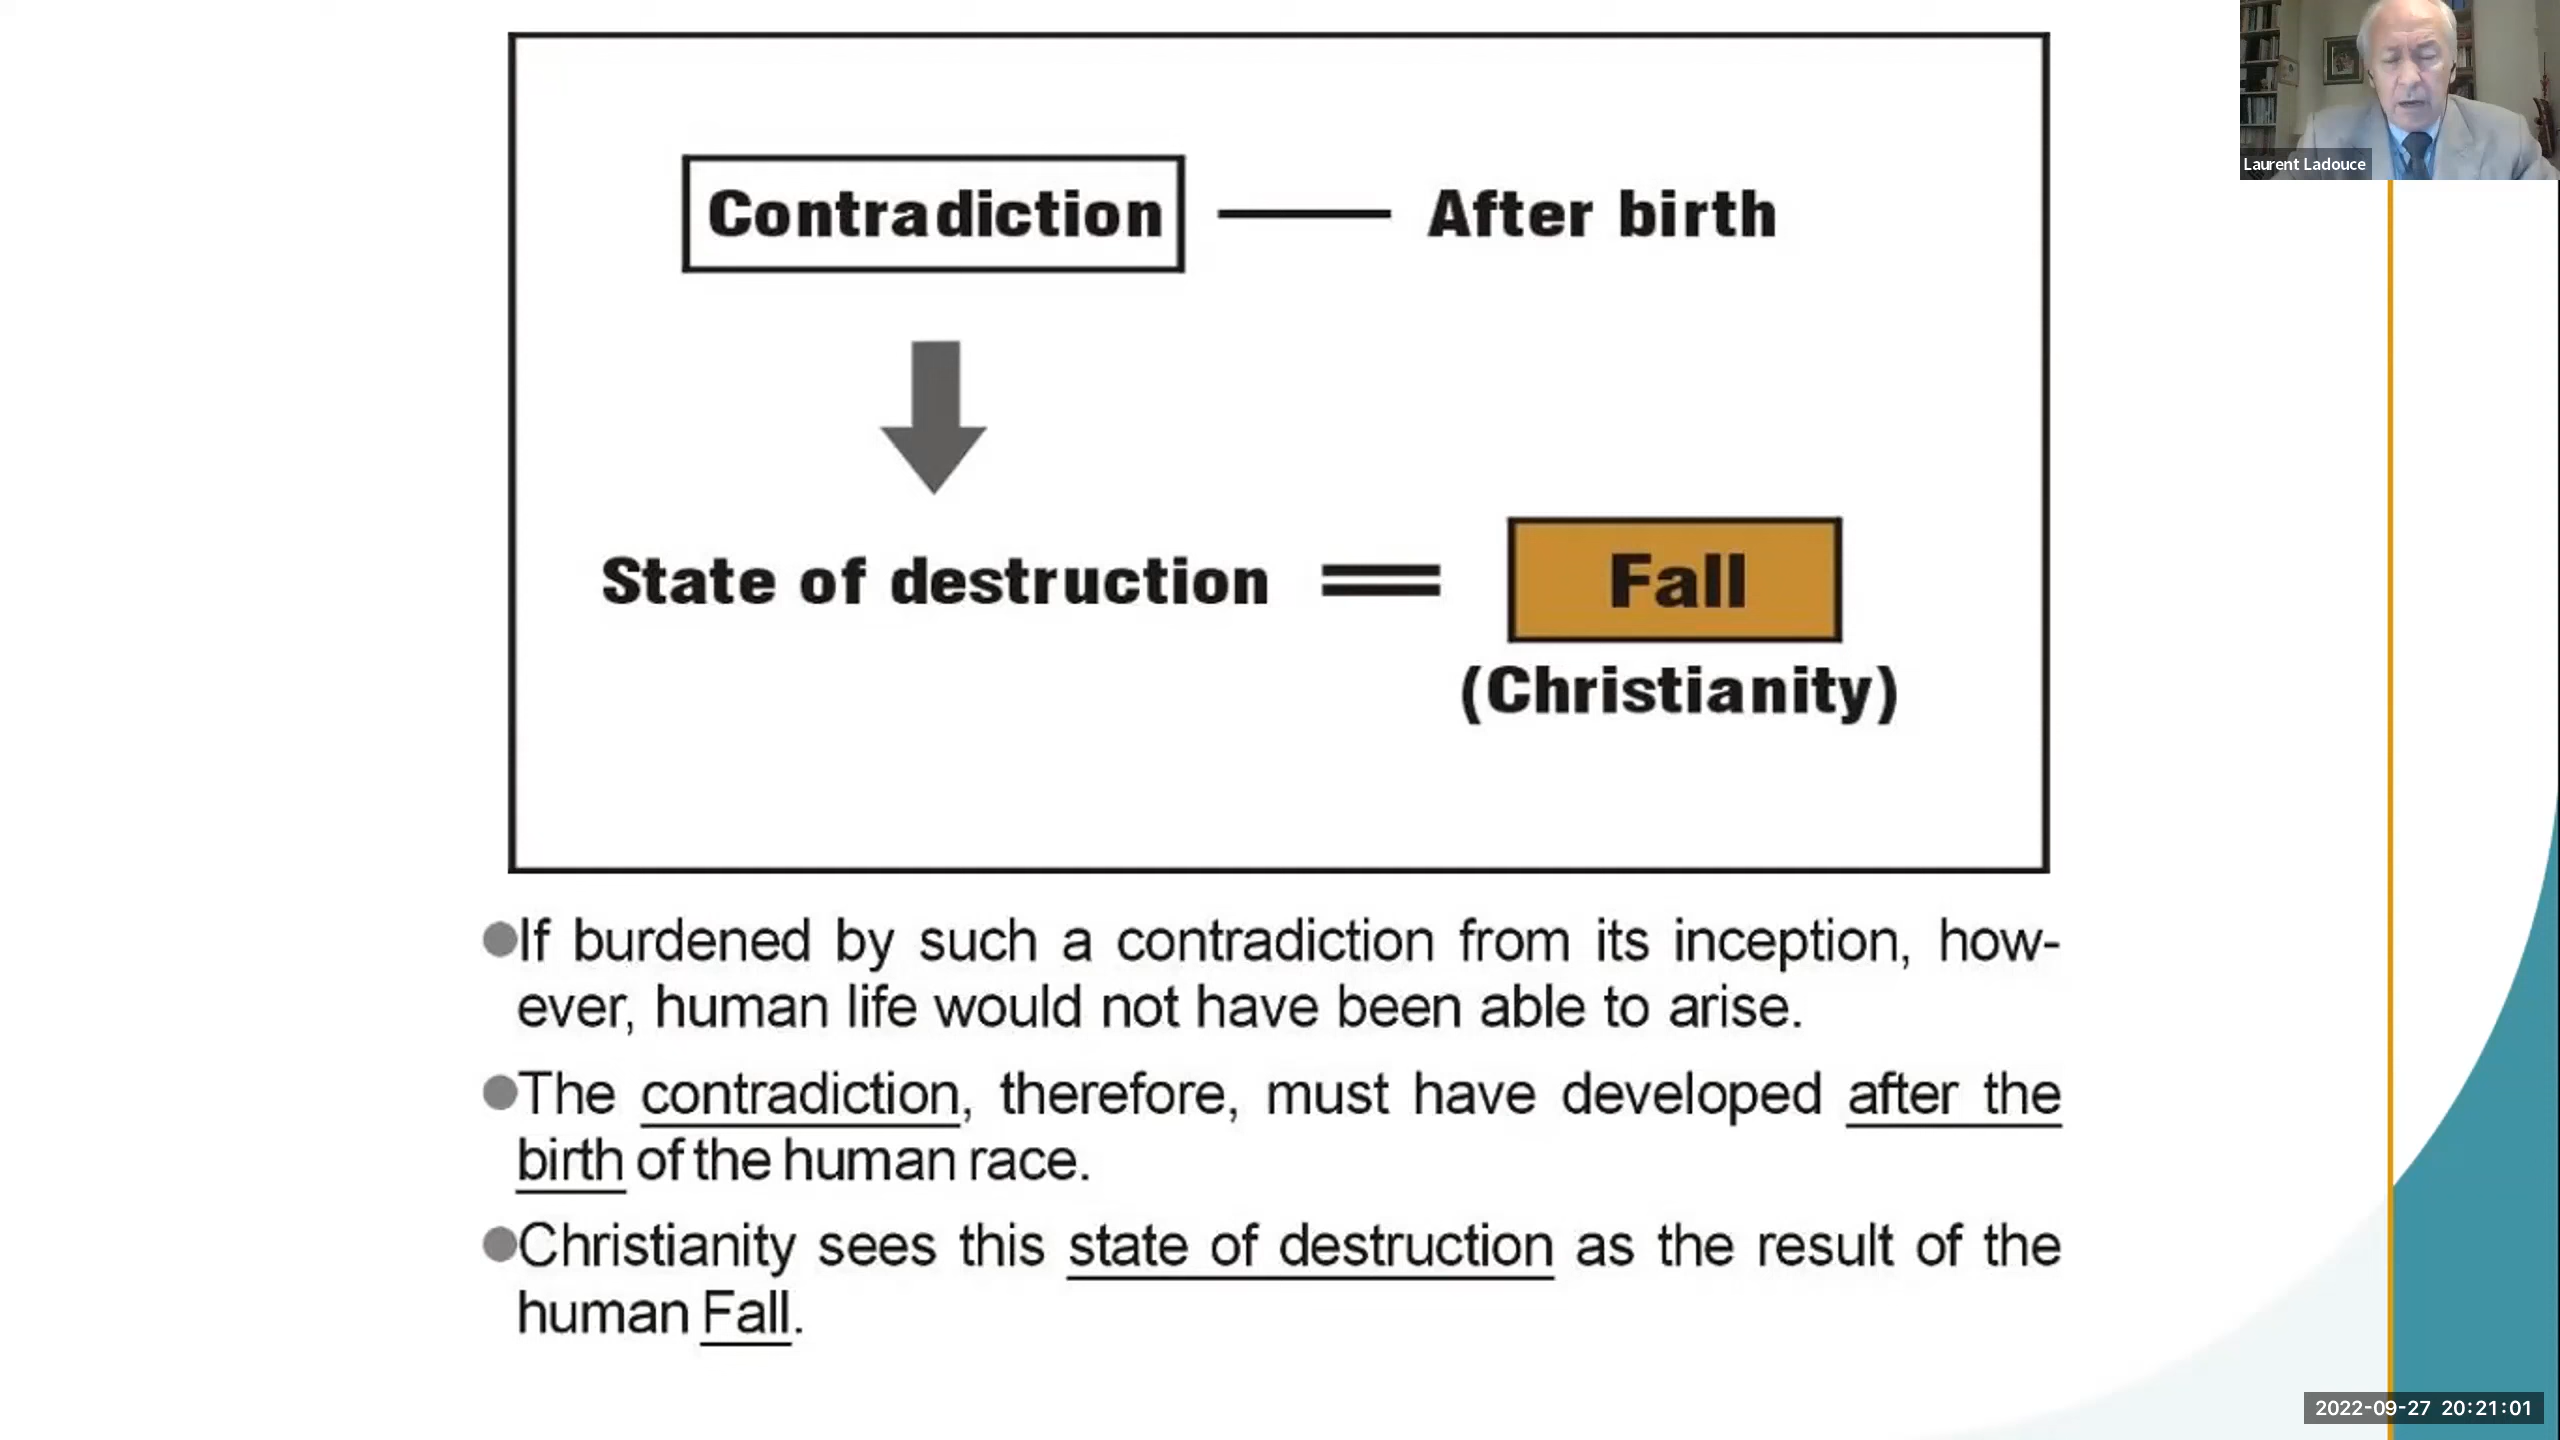 Contradiction — After birth
State of destruction = Fall
(Christianity)
●If burdened by such a contradiction from its inception, how-
ever, human life would not have been able to arise.
●The contradiction, therefore, must have developed after the
birth of the human race.
●Christianity sees this state of destruction as the result of the
human Fall.
Laurent Ladouce
2022-09-27 20:21:01